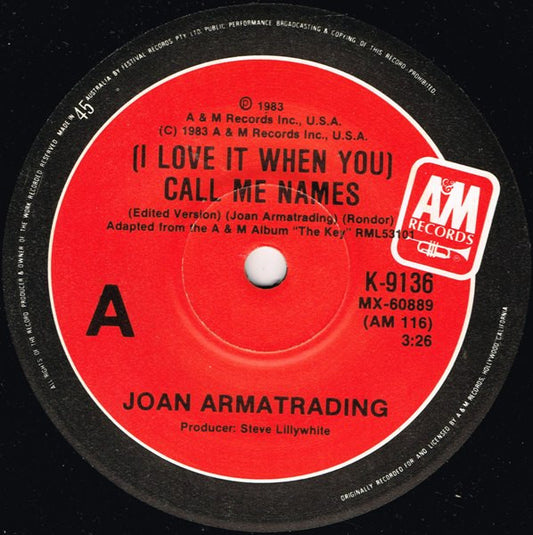 MADE IN AUSTRALIA BY FESTIVAL RECORDS PTY LTD PUBLIC PERFORMANCE BROADCASTING & COPYING OF THIS RECORD PROHIBITED.
45
ALL RIGHTS OF THE RECORD PRODUCER & OWNER OF THE WORK RECORDED RESERVED.
℗ 1983
A & M Records Inc., U.S.A.
(C) 1983 A & M Records Inc., U.S.A.
(I LOVE IT WHEN YOU)
CALL ME NAMES
(Edited Version) (Joan Armatrading) (Rondor)
Adapted from the A & M Album "The Key" RML53101
A&M
RECORDS
K-9136
MX-60889
(AM 116)
3:26
A
JOAN ARMATRADING
Producer: Steve Lillywhite
ORIGINALLY RECORDED FOR AND LICENSED BY A & M RECORDS, HOLLYWOOD, CALIFORNIA.